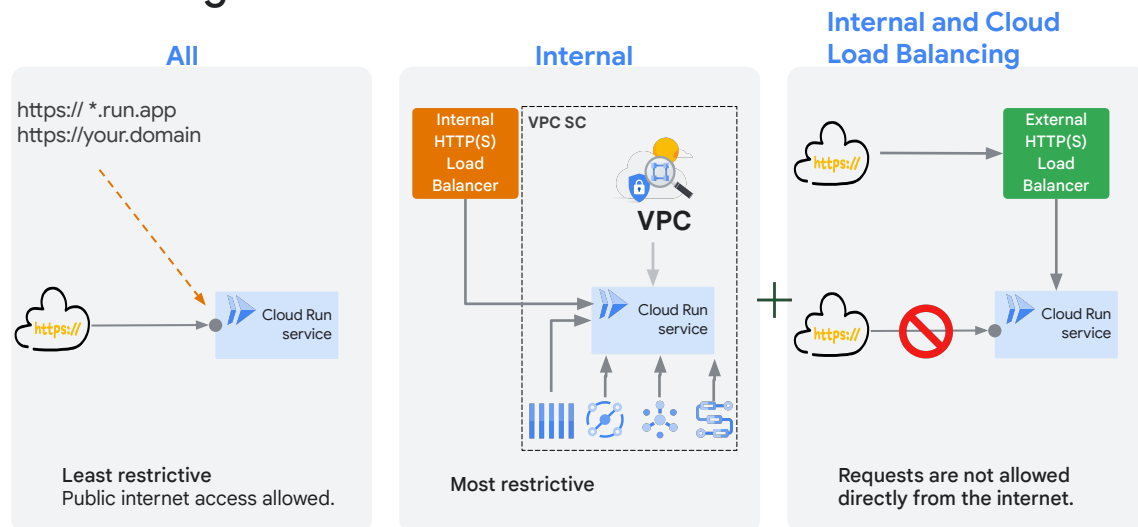 All
https:// *.run.app
https://your.domain
https://
Cloud Run
service
Least restrictive
Public internet access allowed.
Internal
Internal
HTTP(S)
Load
Balancer
VPC SC
VPC
Cloud Run
service
Most restrictive
Internal and Cloud
Load Balancing
https://
External
HTTP(S)
Load
Balancer
https://
Cloud Run
service
Requests are not allowed
directly from the internet.